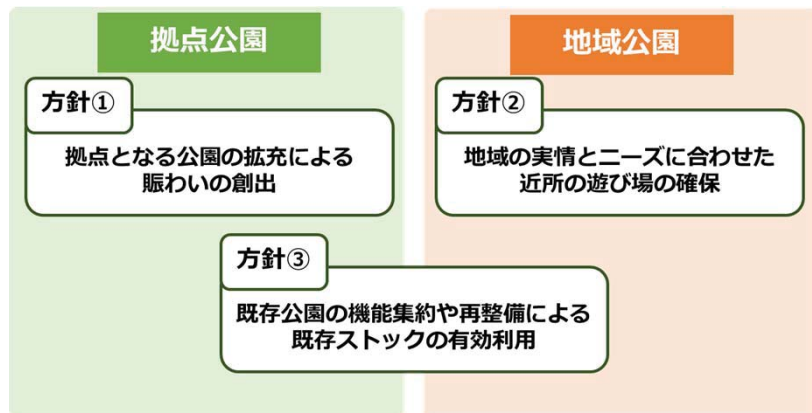 拠点公園
地域公園
方針①
拠点となる公園の拡充による
賑わいの創出
方針②
地域の実情とニーズに合わせた
近所の遊び場の確保
方針③
既存公園の機能集約や再整備による
既存ストックの有効利用